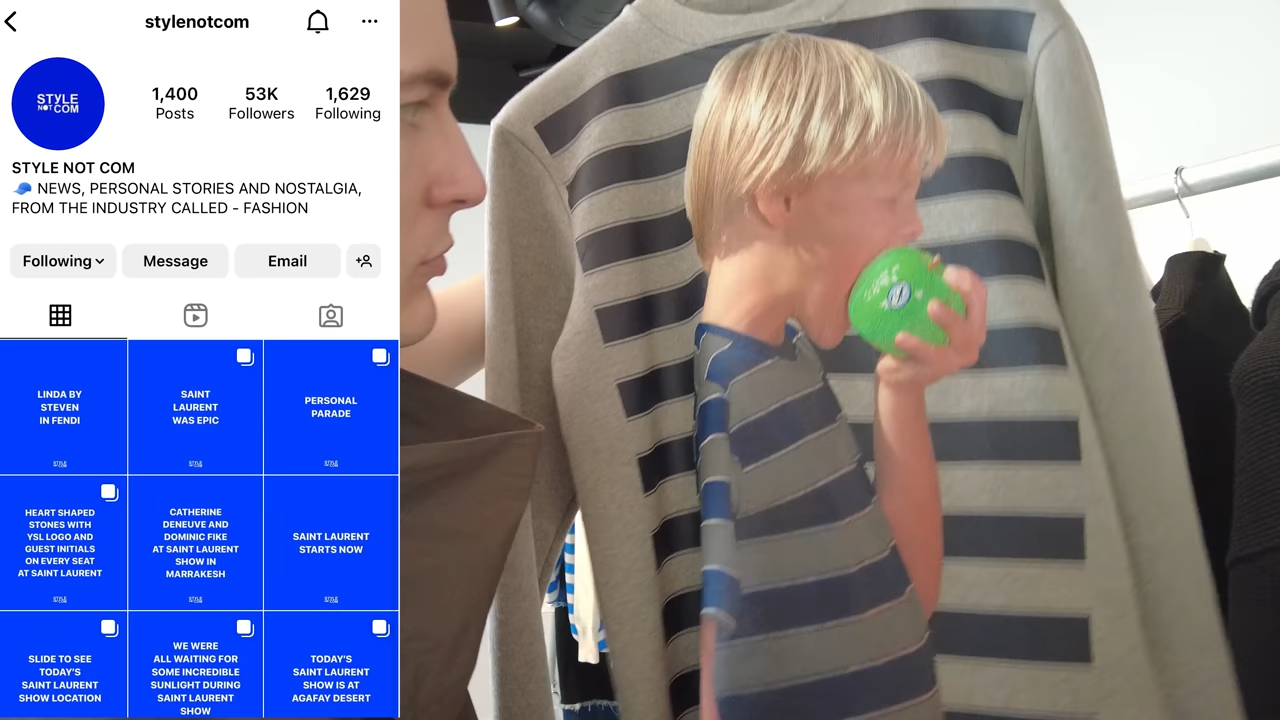 stylenotcom
STYLE
NOT COM
1,400
Posts
53K
Followers
1,629
Following
STYLE NOT COM
NEWS, PERSONAL STORIES AND NOSTALGIA,
FROM THE INDUSTRY CALLED - FASHION
Following
Message
Email
LINDA BY
STEVEN
IN FENDI
SAINT
LAURENT
WAS EPIC
PERSONAL
PARADE
HEART SHAPED
STONES WITH
YSL LOGO AND
GUEST INITIALS
ON EVERY SEAT
AT SAINT LAURENT
CATHERINE
DENEUVE AND
DOMINIC FIKE
AT SAINT LAURENT
SHOW IN
MARRAKESH
SAINT LAURENT
STARTS NOW
SLIDE TO SEE
TODAY'S
SAINT LAURENT
SHOW LOCATION
WE WERE
ALL WAITING FOR
SOME INCREDIBLE
SUNLIGHT DURING
SAINT LAURENT
SHOW
TODAY'S
SAINT LAURENT
SHOW IS AT
AGAFAY DESERT